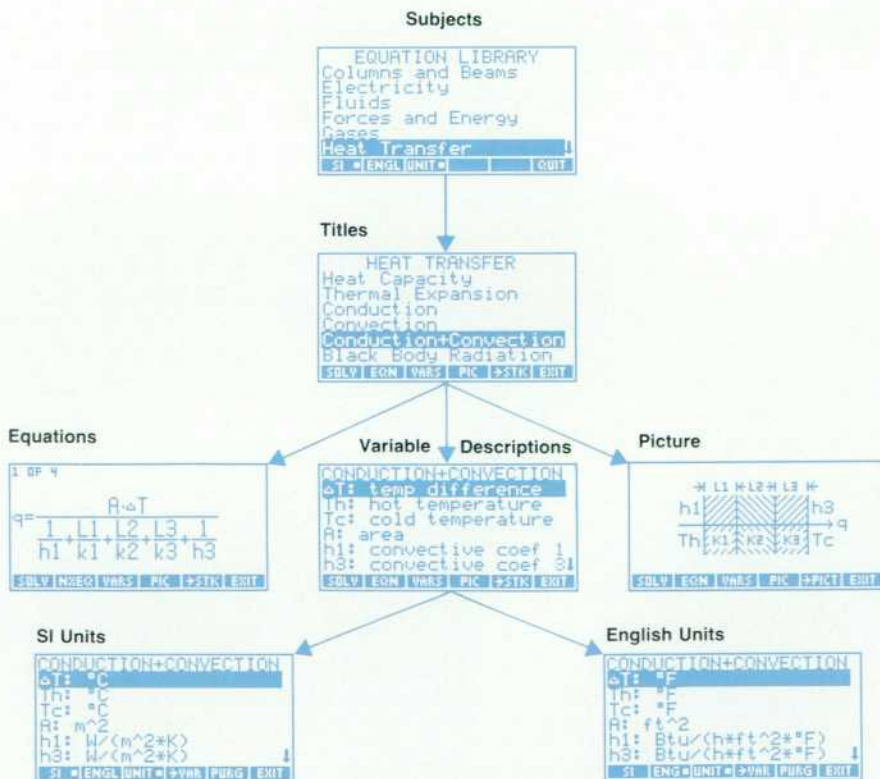 Subjects
EQUATION LIBRARY
Columns and Beams
Electricity
Fluids
Forces and Energy
Gases
Heat Transfer ↓
SI ▪ ENGL UNIT ▪ QUIT
Titles
HEAT TRANSFER
Heat Capacity
Thermal Expansion
Conduction
Convection
Conduction+Convection
Black Body Radiation
SOLV EQN VARS PIC →STK EXIT
Equations
1 OF 4
q= A·△T
1/h1 + L1/k1 + L2/k2 + L3/k3 + 1/h3
SOLV NXEQ VARS PIC →STK EXIT
Variable Descriptions
CONDUCTION+CONVECTION
△T: temp difference
Th: hot temperature
Tc: cold temperature
A: area
h1: convective coef 1
h3: convective coef 3↓
SOLV EQN VARS PIC →STK EXIT
Picture
L1 L2 L3
h1 h3
q
Th K1 K2 K3 Tc
SOLV EQN VARS PIC →PICT EXIT
SI Units
CONDUCTION+CONVECTION
△T: °C
Th: °C
Tc: °C
A: m^2
h1: W/(m^2*K)
h3: W/(m^2*K) ↓
SI ▪ ENGL UNIT ▪ →VAR PURG EXIT
English Units
CONDUCTION+CONVECTION
△T: °F
Th: °F
Tc: °F
A: ft^2
h1: Btu/(h*ft^2*°F)
h3: Btu/(h*ft^2*°F) ↓
SI ENG ▪ UNIT ▪ →VAR PURG EXIT